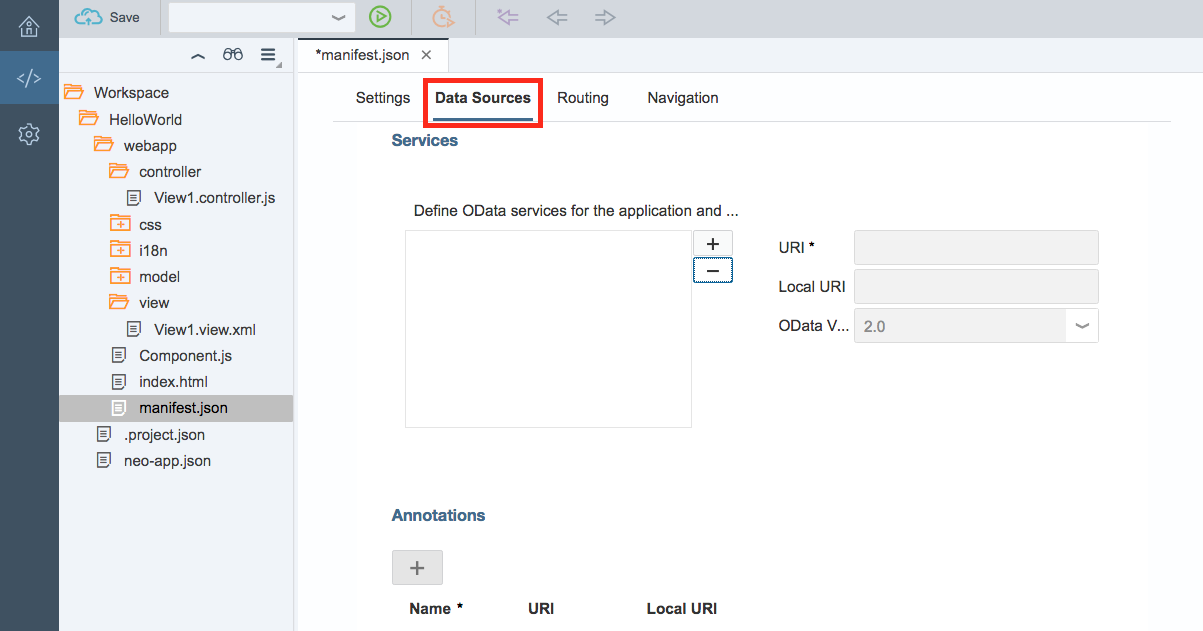 Save
*manifest.json
Workspace
HelloWorld
webapp
controller
View1.controller.js
css
i18n
model
view
View1.view.xml
Component.js
index.html
manifest.json
.project.json
neo-app.json
Settings Data Sources Routing Navigation
Services
Define OData services for the application and ...
URI *
Local URI
OData V... 2.0
Annotations
Name * URI Local URI